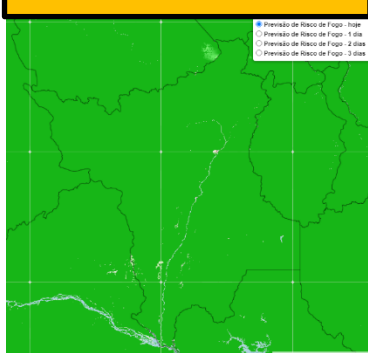 Previsão de Risco de Fogo - hoje
Previsão de Risco de Fogo - 1 dia
Previsão de Risco de Fogo - 2 dias
Previsão de Risco de Fogo - 3 dias